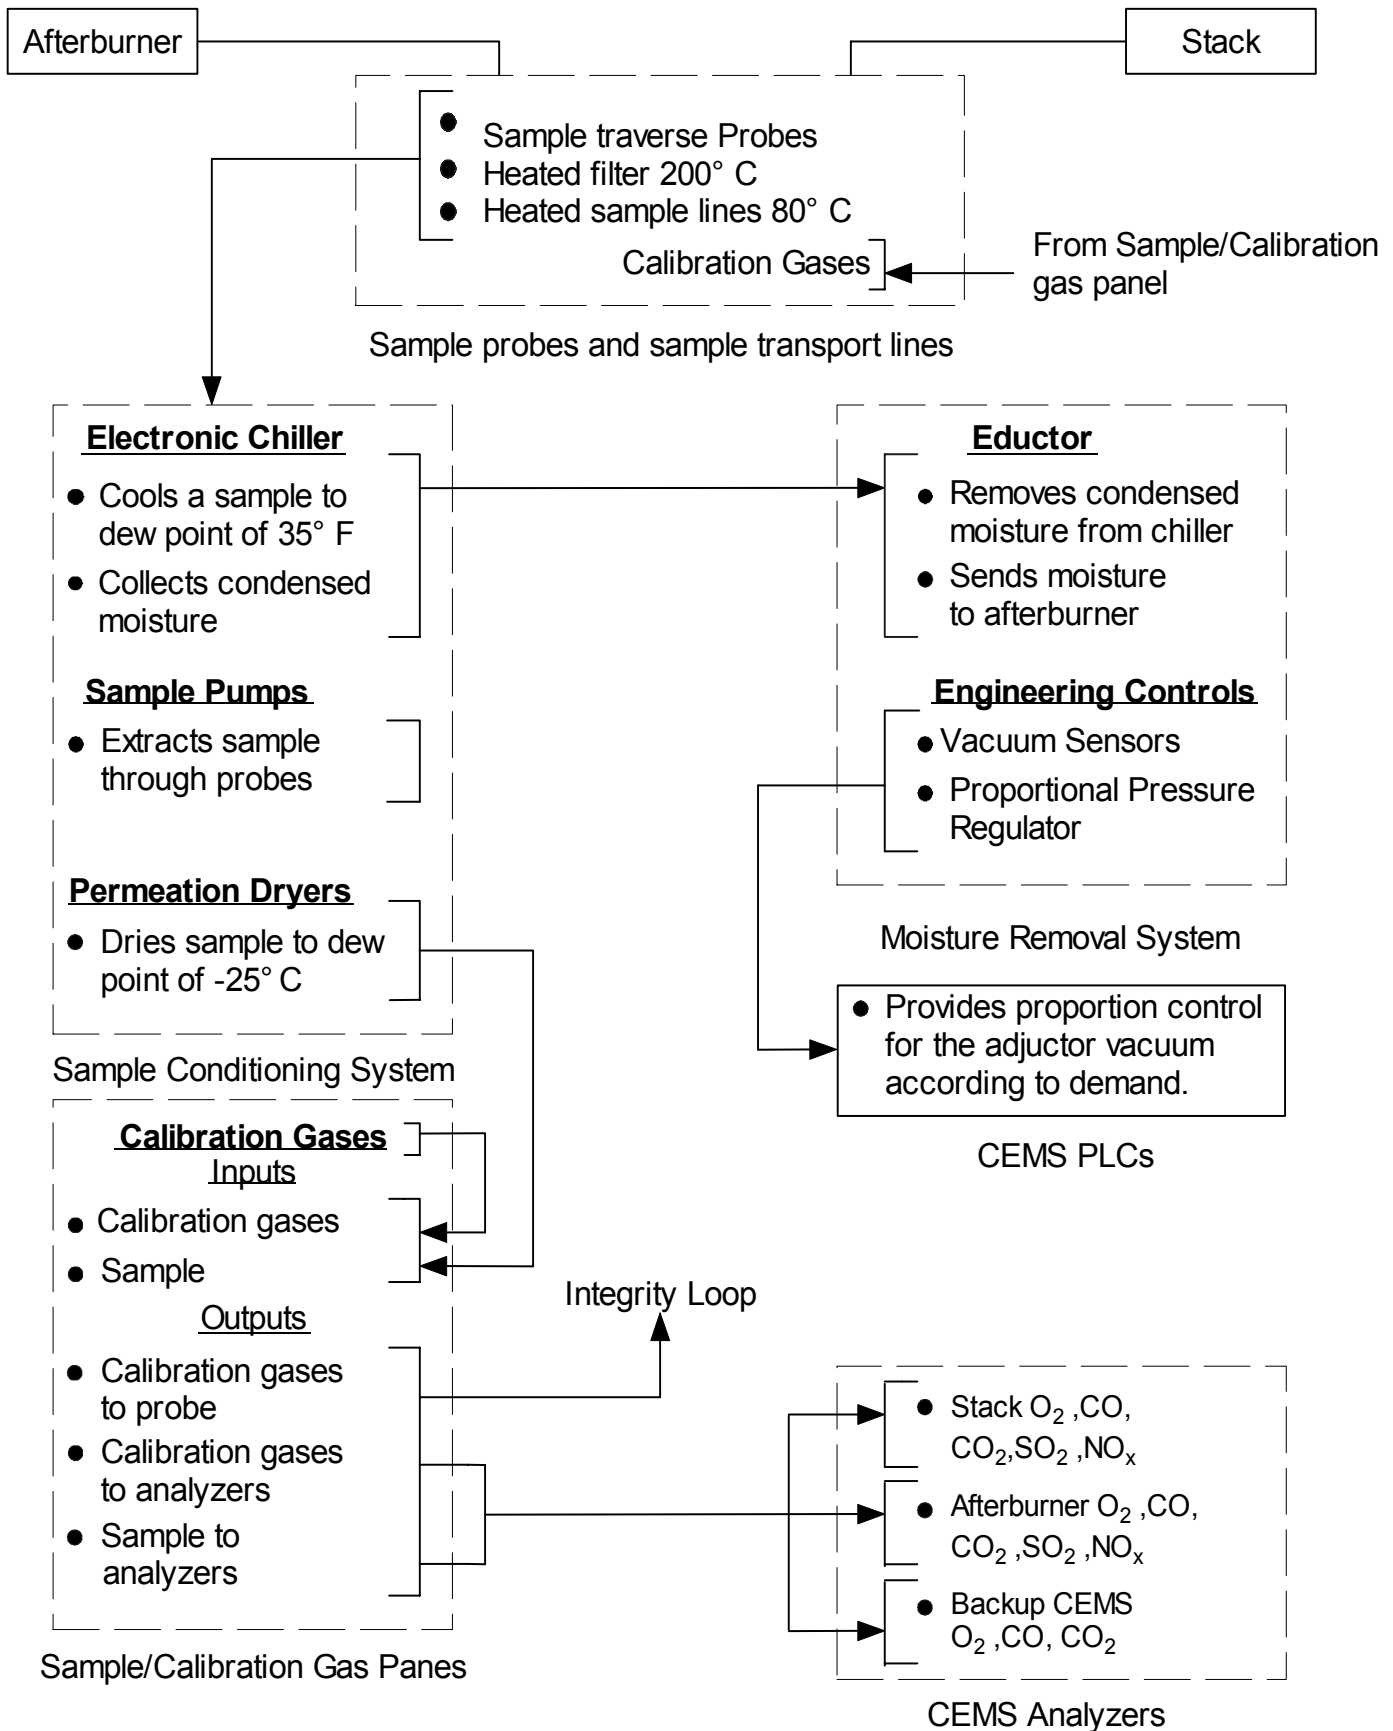 Afterburner
Stack
Sample traverse Probes
Heated filter 200° C
Heated sample lines 80° C
Calibration Gases
From Sample/Calibration
gas panel
Sample probes and sample transport lines
Electronic Chiller
● Cools a sample to
dew point of 35° F
● Collects condensed
moisture
Sample Pumps
● Extracts sample
through probes
Permeation Dryers
● Dries sample to dew
point of -25° C
Sample Conditioning System
Eductor
● Removes condensed
moisture from chiller
● Sends moisture
to afterburner
Engineering Controls
● Vacuum Sensors
● Proportional Pressure
Regulator
Moisture Removal System
● Provides proportion control
for the adjuctor vacuum
according to demand.
CEMS PLCs
Calibration Gases
Inputs
● Calibration gases
● Sample
Outputs
● Calibration gases
to probe
● Calibration gases
to analyzers
● Sample to
analyzers
Sample/Calibration Gas Panes
Integrity Loop
● Stack O₂ ,CO,
CO₂,SO₂ ,NOₓ
● Afterburner O₂ ,CO,
CO₂ ,SO₂ ,NOₓ
● Backup CEMS
O₂ ,CO, CO₂
CEMS Analyzers